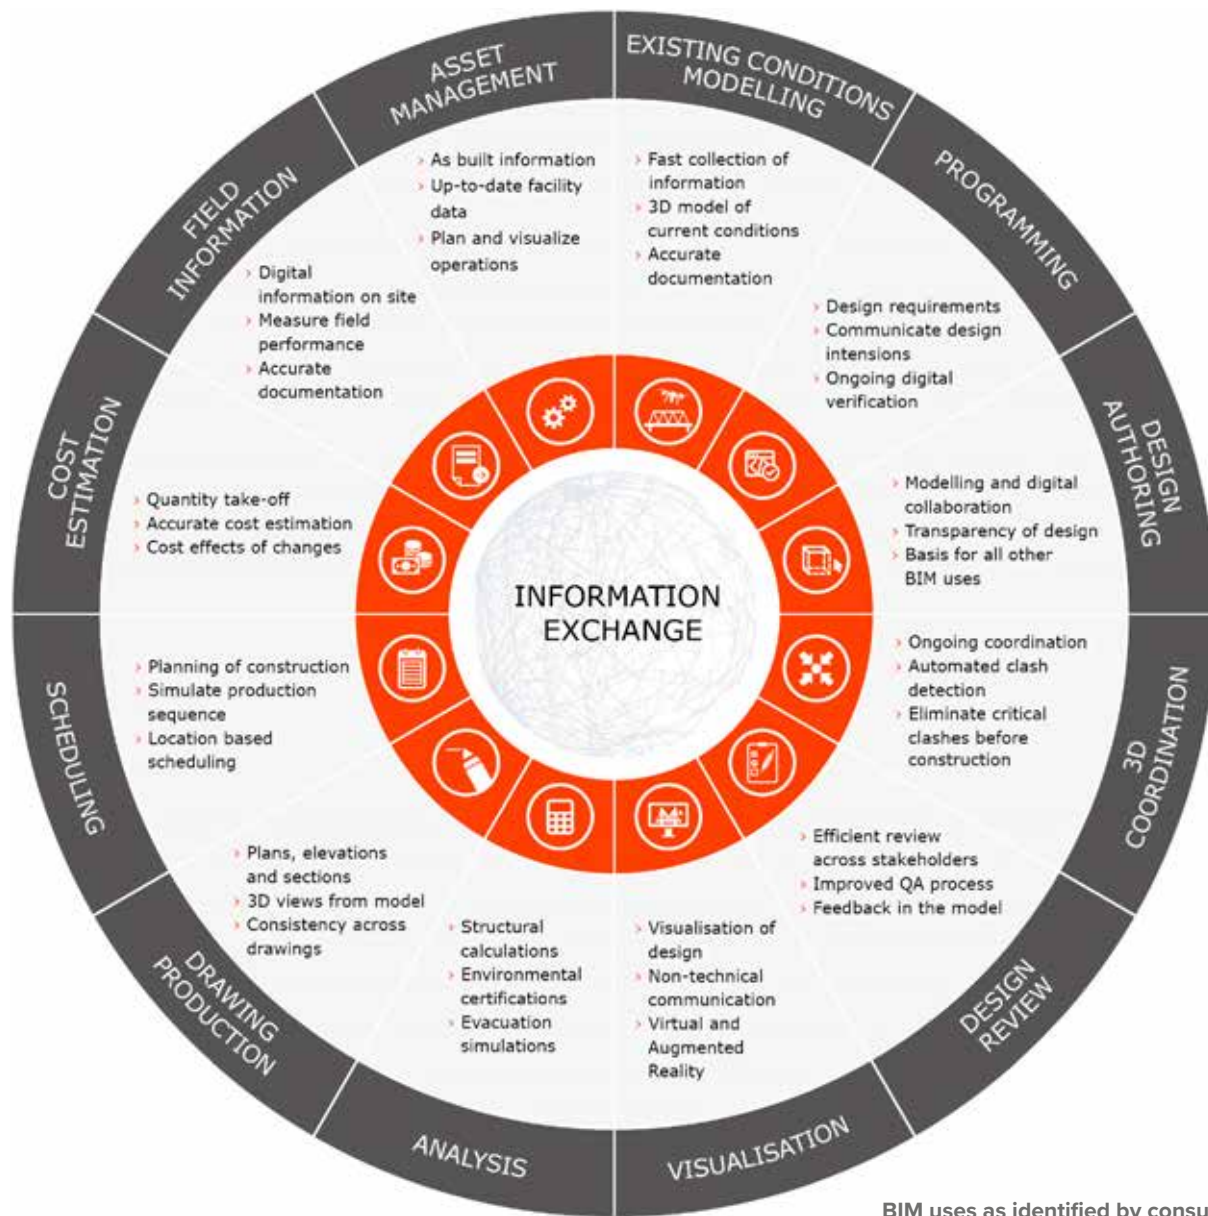 ASSET
MANAGEMENT
› As built information
› Up-to-date facility
data
› Plan and visualize
operations
EXISTING CONDITIONS
MODELLING
› Fast collection of
information
› 3D model of
current conditions
› Accurate
documentation
PROGRAMMING
› Design requirements
› Communicate design
intensions
› Ongoing digital
verification
DESIGN
AUTHORING
› Modelling and digital
collaboration
› Transparency of design
› Basis for all other
BIM uses
3D
COORDINATION
› Ongoing coordination
› Automated clash
detection
› Eliminate critical
clashes before
construction
DESIGN
REVIEW
› Efficient review
across stakeholders
› Improved QA process
› Feedback in the model
VISUALISATION
› Visualisation of
design
› Non-technical
communication
› Virtual and
Augmented
Reality
ANALYSIS
› Structural
calculations
› Environmental
certifications
› Evacuation
simulations
DRAWING
PRODUCTION
› Plans, elevations
and sections
› 3D views from model
› Consistency across
drawings
SCHEDULING
› Planning of construction
› Simulate production
sequence
› Location based
scheduling
COST
ESTIMATION
› Quantity take-off
› Accurate cost estimation
› Cost effects of changes
FIELD
INFORMATION
› Digital
information on site
› Measure field
performance
› Accurate
documentation
INFORMATION
EXCHANGE
BIM uses as identified by